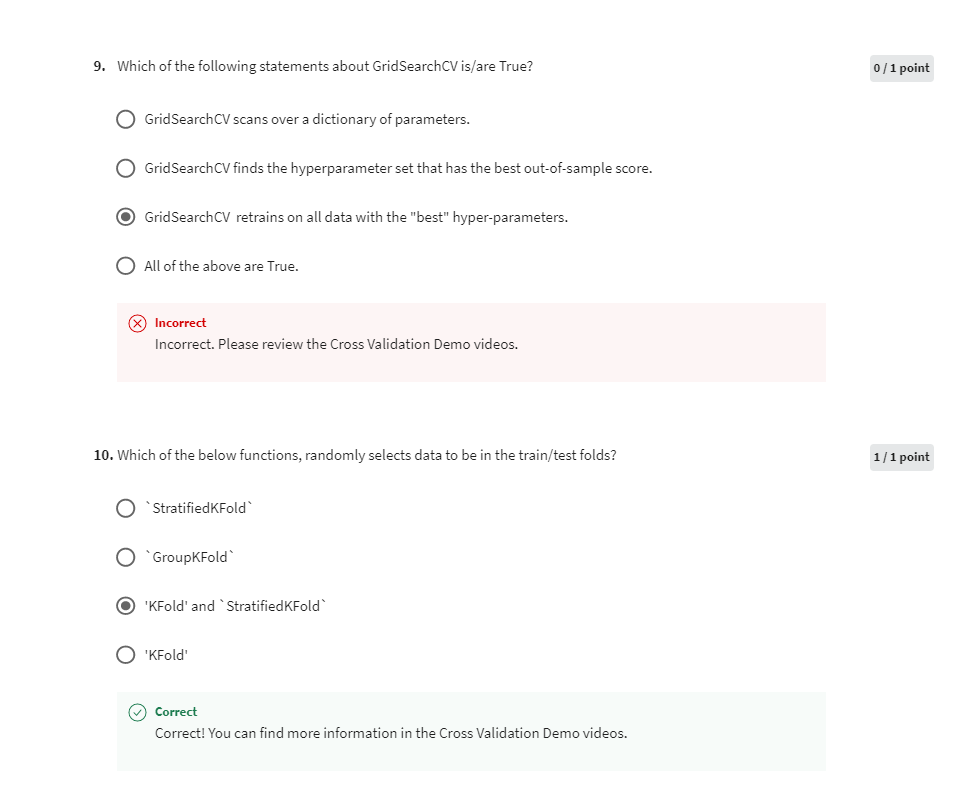 9. Which of the following statements about GridSearchCV is/are True?
0 / 1 point
GridSearchCV scans over a dictionary of parameters.
GridSearchCV finds the hyperparameter set that has the best out-of-sample score.
GridSearchCV retrains on all data with the "best" hyper-parameters.
All of the above are True.
Incorrect
Incorrect. Please review the Cross Validation Demo videos.
10. Which of the below functions, randomly selects data to be in the train/test folds?
1 / 1 point
`StratifiedKFold`
`GroupKFold`
'KFold' and `StratifiedKFold`
'KFold'
Correct
Correct! You can find more information in the Cross Validation Demo videos.